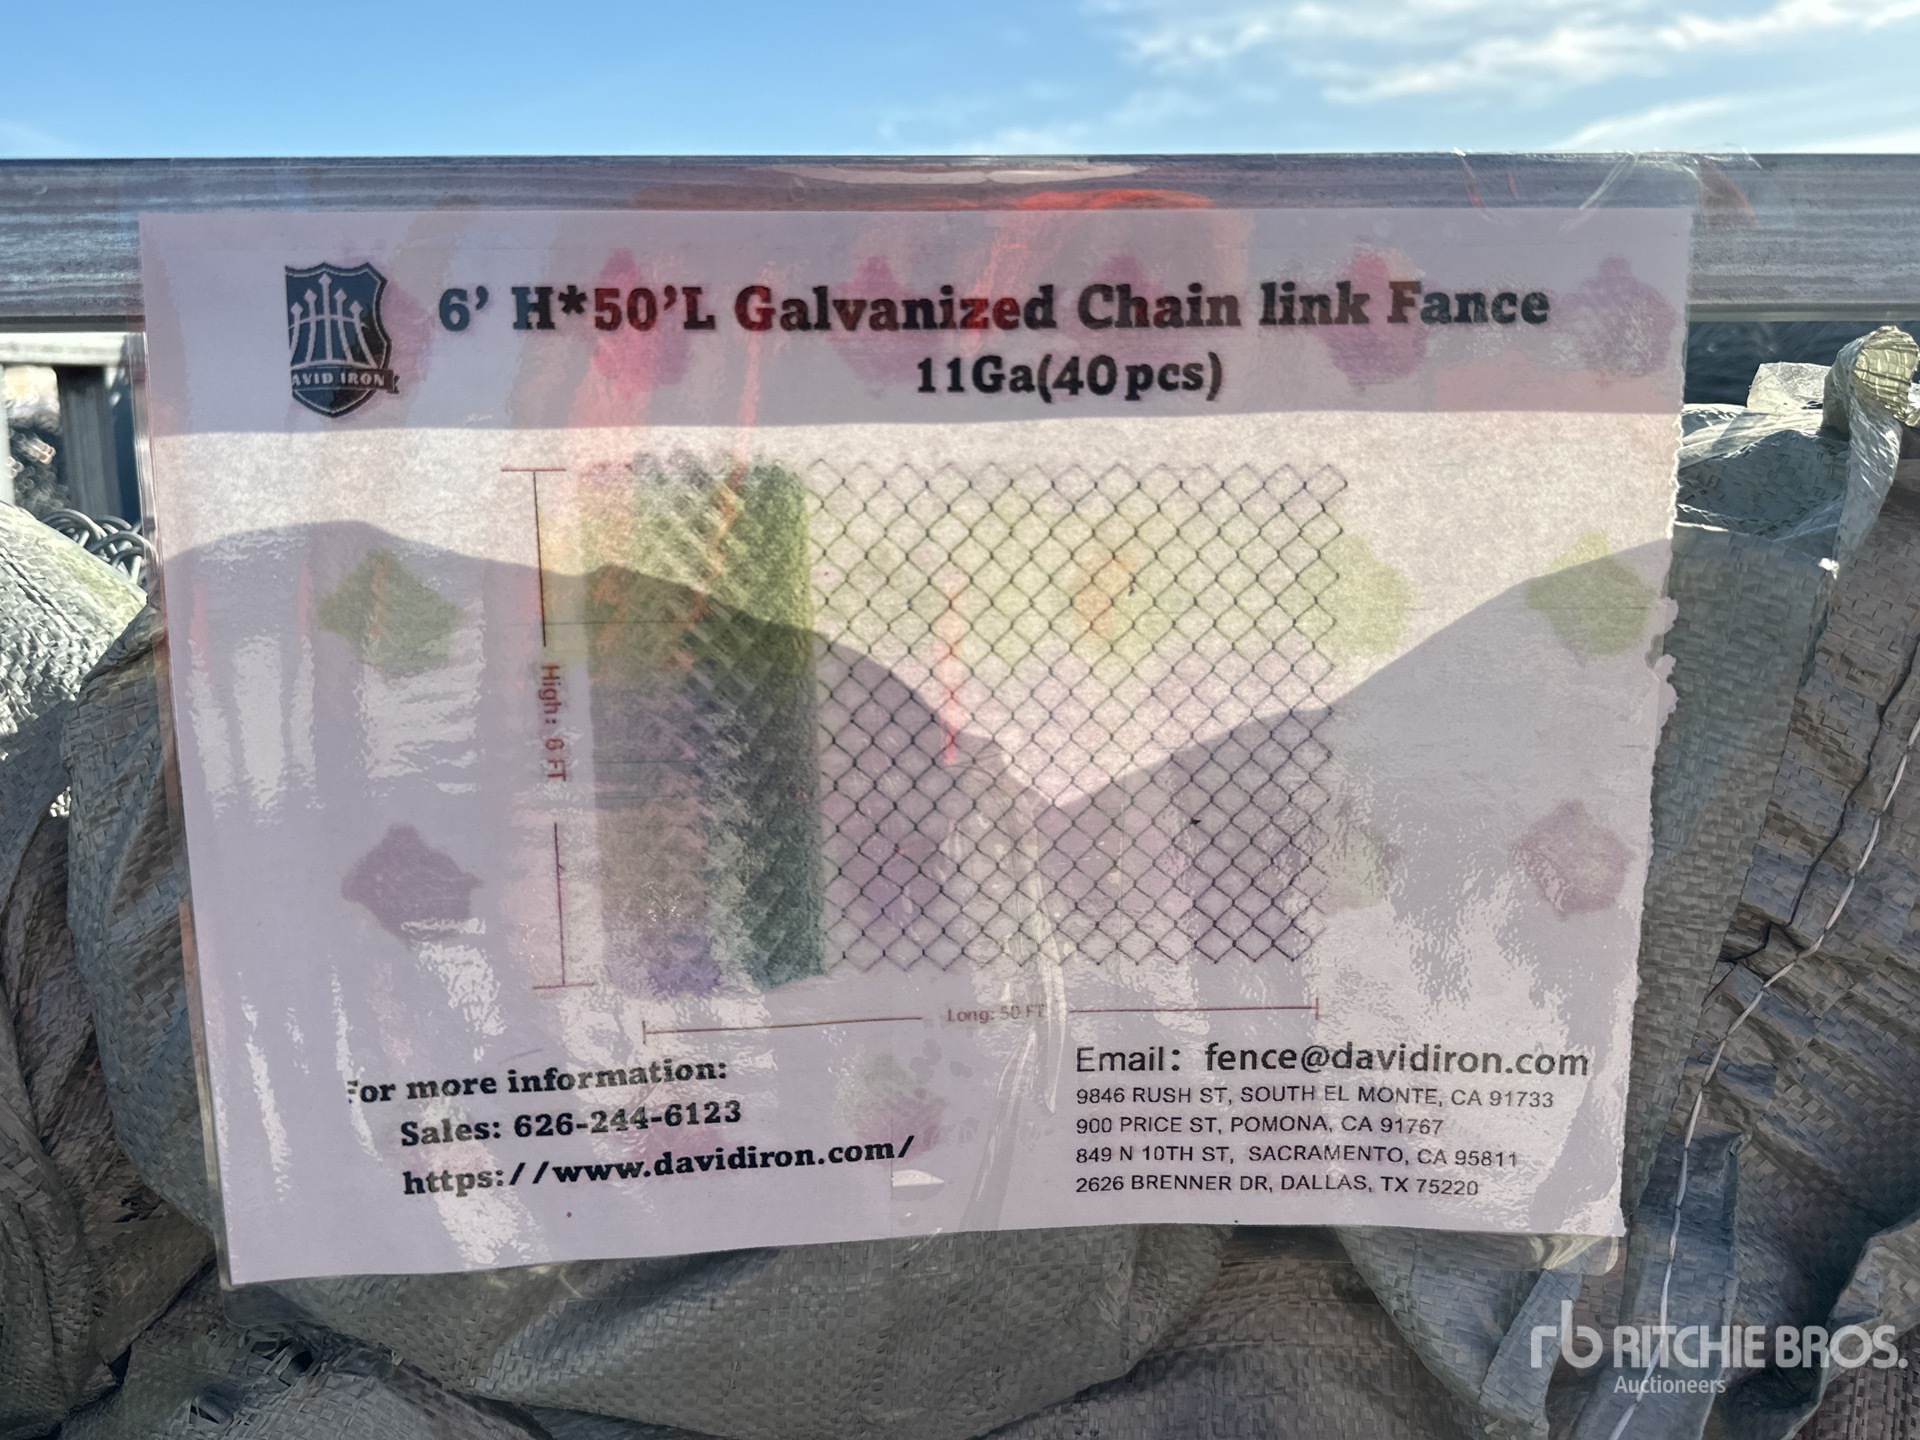 AVID IRON
6' H*50'L Galvanized Chain link Fance
11Ga(40pcs)
High: 6 FT
Long: 50 FT
For more information:
Sales: 626-244-6123
https://www.davidiron.com/
Email: fence@davidiron.com
9846 RUSH ST, SOUTH EL MONTE, CA 91733
900 PRICE ST, POMONA, CA 91767
849 N 10TH ST, SACRAMENTO, CA 95811
2626 BRENNER DR, DALLAS, TX 75220
rb RITCHIE BROS.
Auctioneers